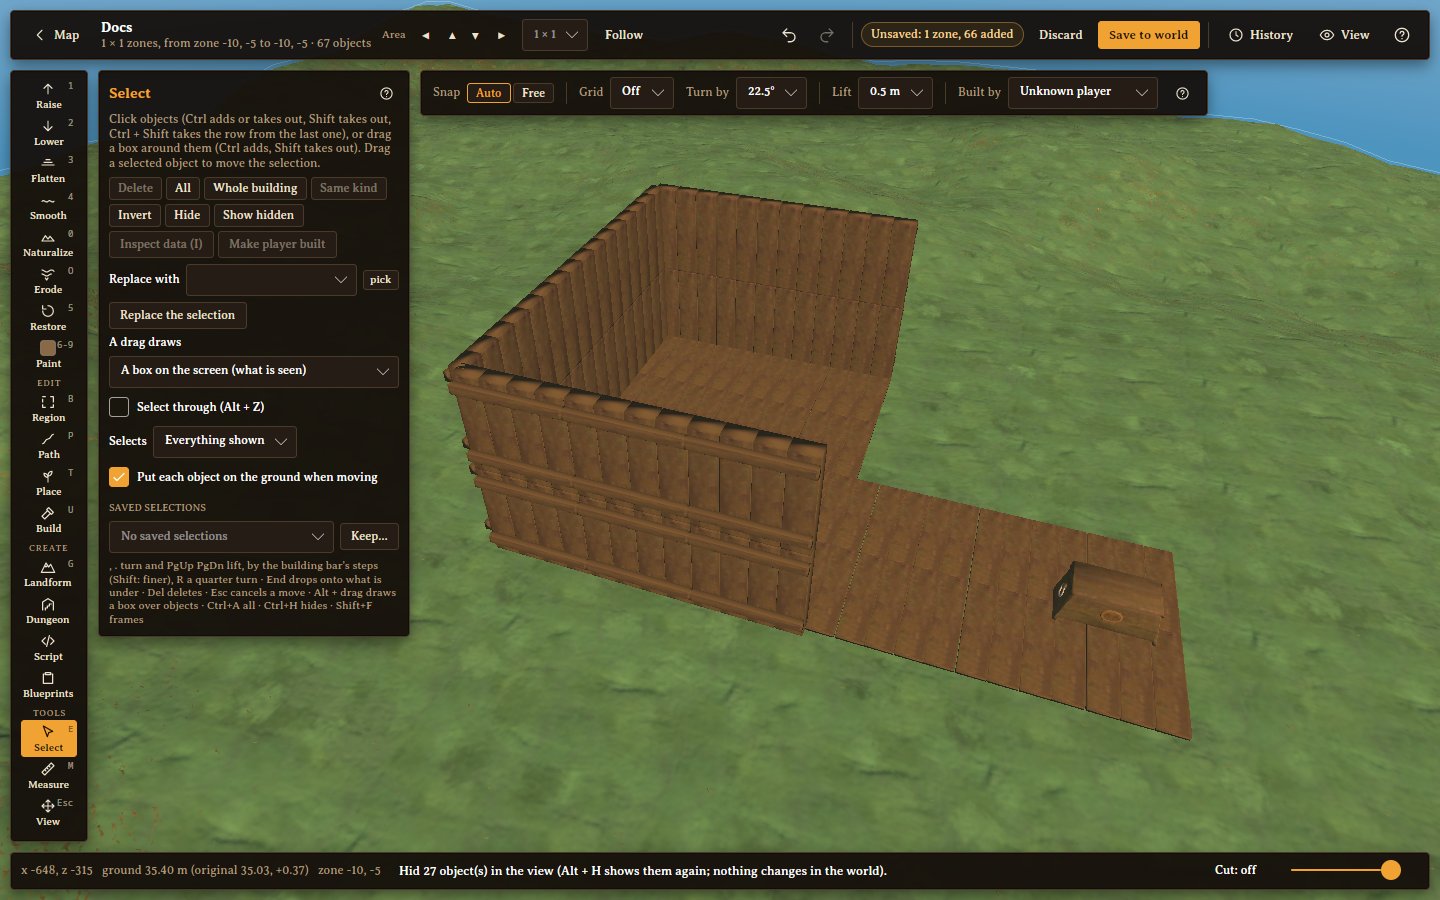 Map
Docs
1 × 1 zones, from zone -10, -5 to -10, -5 · 67 objects
Area
1 × 1
Follow
Unsaved: 1 zone, 66 added
Discard
Save to world
History
View
Raise 1
Lower 2
Flatten 3
Smooth 4
Naturalize 0
Erode O
Restore 5
Paint 6-9
EDIT
Region B
Path P
Place T
Build U
CREATE
Landform G
Dungeon
Script
Blueprints
TOOLS
Select E
Measure M
View Esc
Select
Click objects (Ctrl adds or takes out, Shift takes out,
Ctrl + Shift takes the row from the last one), or drag
a box around them (Ctrl adds, Shift takes out). Drag
a selected object to move the selection.
Delete All Whole building Same kind
Invert Hide Show hidden
Inspect data (I) Make player built
Replace with pick
Replace the selection
A drag draws
A box on the screen (what is seen)
Select through (Alt + Z)
Selects Everything shown
Put each object on the ground when moving
SAVED SELECTIONS
No saved selections Keep...
, . turn and PgUp PgDn lift, by the building bar's steps
(Shift: finer), R a quarter turn · End drops onto what is
under · Del deletes · Esc cancels a move · Alt + drag draws
a box over objects · Ctrl+A all · Ctrl+H hides · Shift+F
frames
Snap Auto Free Grid Off Turn by 22.5° Lift 0.5 m Built by Unknown player
x -648, z -315 ground 35.40 m (original 35.03, +0.37) zone -10, -5 Hid 27 object(s) in the view (Alt + H shows them again; nothing changes in the world).
Cut: off